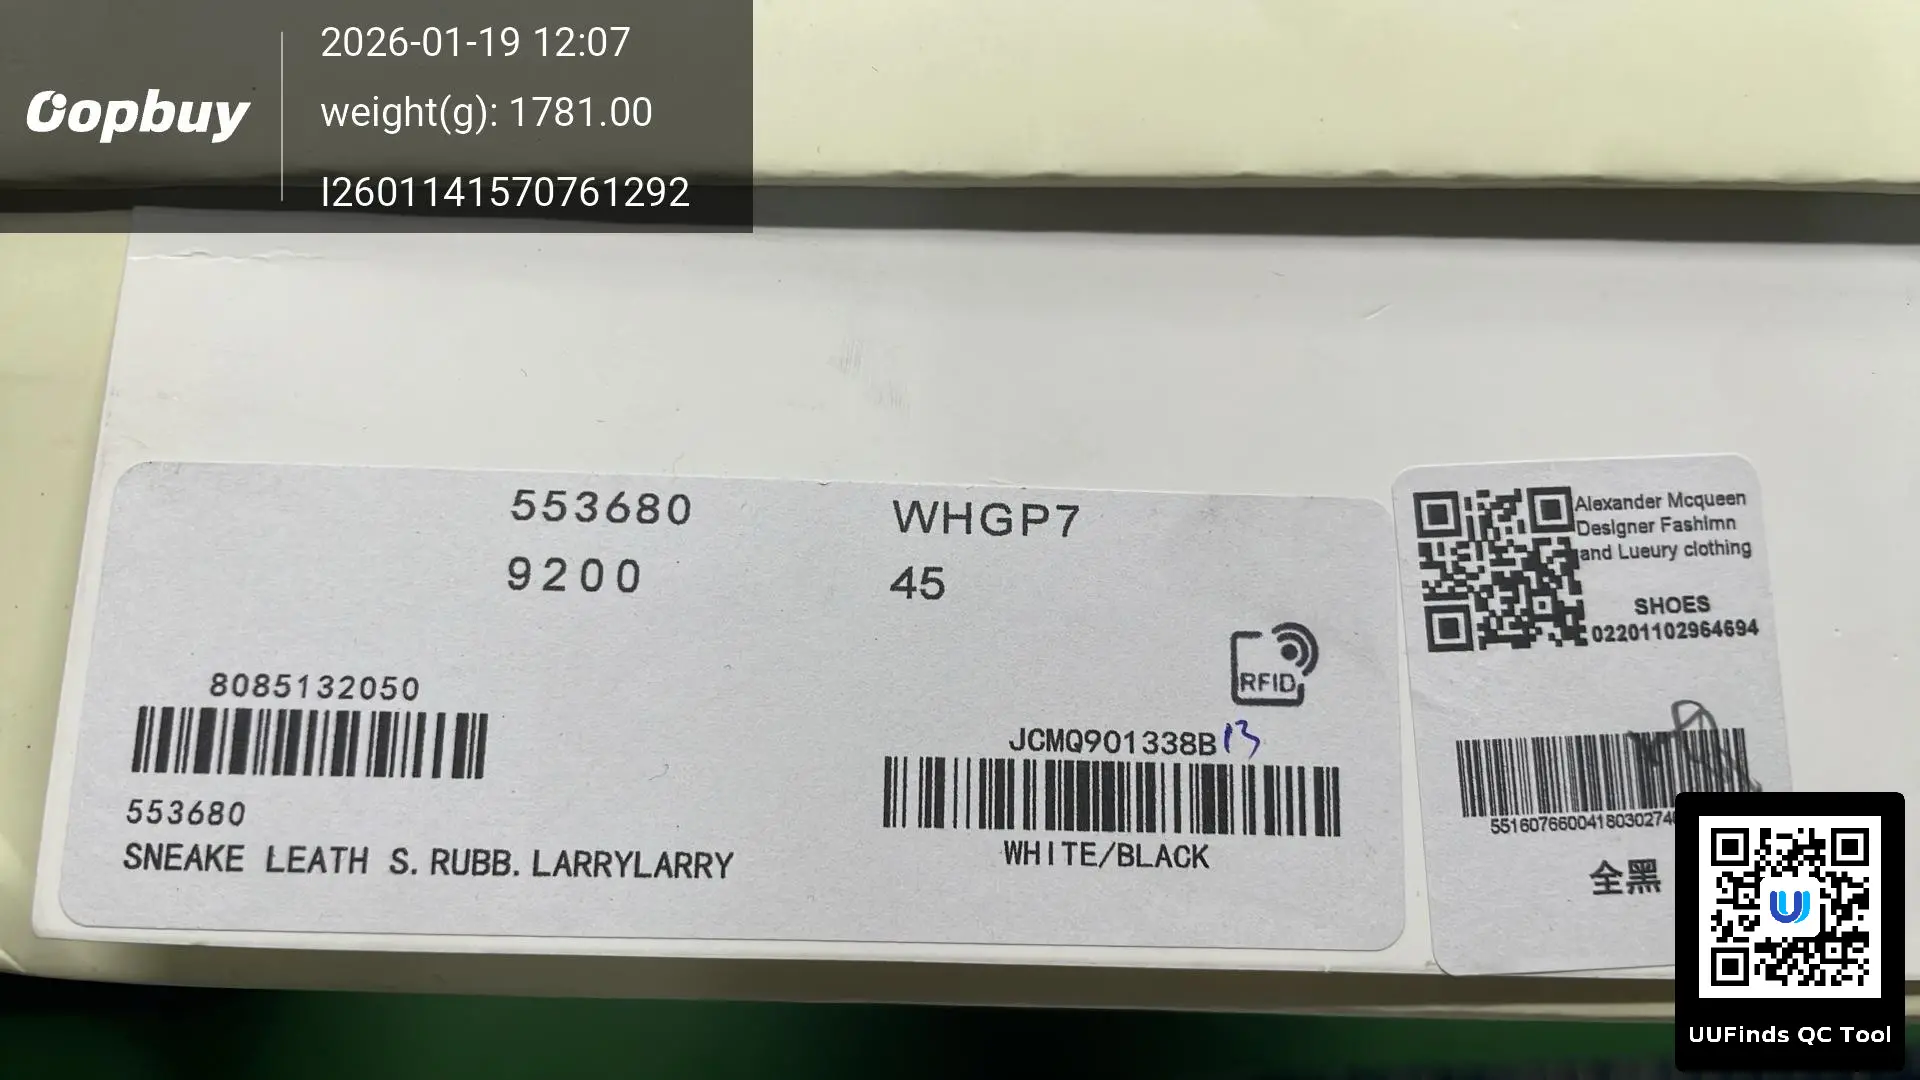 Oopbuy
2026-01-19 12:07
weight(g): 1781.00
I2601141570761292
553680
WHGP7
9200
45
8085132050
RFID
JCMQ901338B
13
553680
SNEAKE LEATH S. RUBB. LARRYLARRY
WHITE/BLACK
Alexander Mcqueen
Designer Fashimn
and Lueury clothing
SHOES
02201102964694
全黑
UUFinds QC Tool